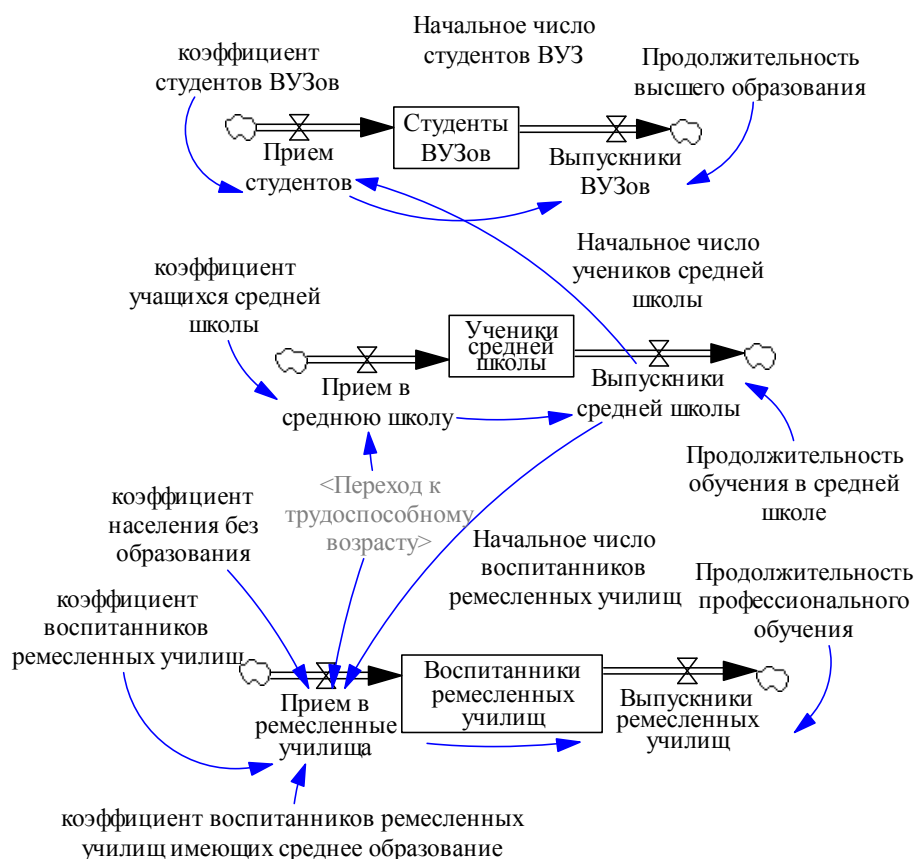 коэффициент
студентов ВУЗов
Начальное число
студентов ВУЗ
Продолжительность
высшего образования
Студенты
ВУЗов
Прием
студентов
Выпускники
ВУЗов
Начальное число
учеников средней
школы
коэффициент
учащихся средней
школы
Ученики
средней
школы
Прием в
среднюю школу
Выпускники
средней школы
<Переход к
трудоспособному
возрасту>
Продолжительность
обучения в средней
школе
коэффициент
населения без
образования
Начальное число
воспитанников
ремесленных училищ
Продолжительность
профессионального
обучения
коэффициент
воспитанников
ремесленных училищ
Воспитанники
ремесленных
училищ
Прием в
ремесленные
училища
Выпускники
ремесленных
училищ
коэффициент воспитанников ремесленных
училищ имеющих среднее образование